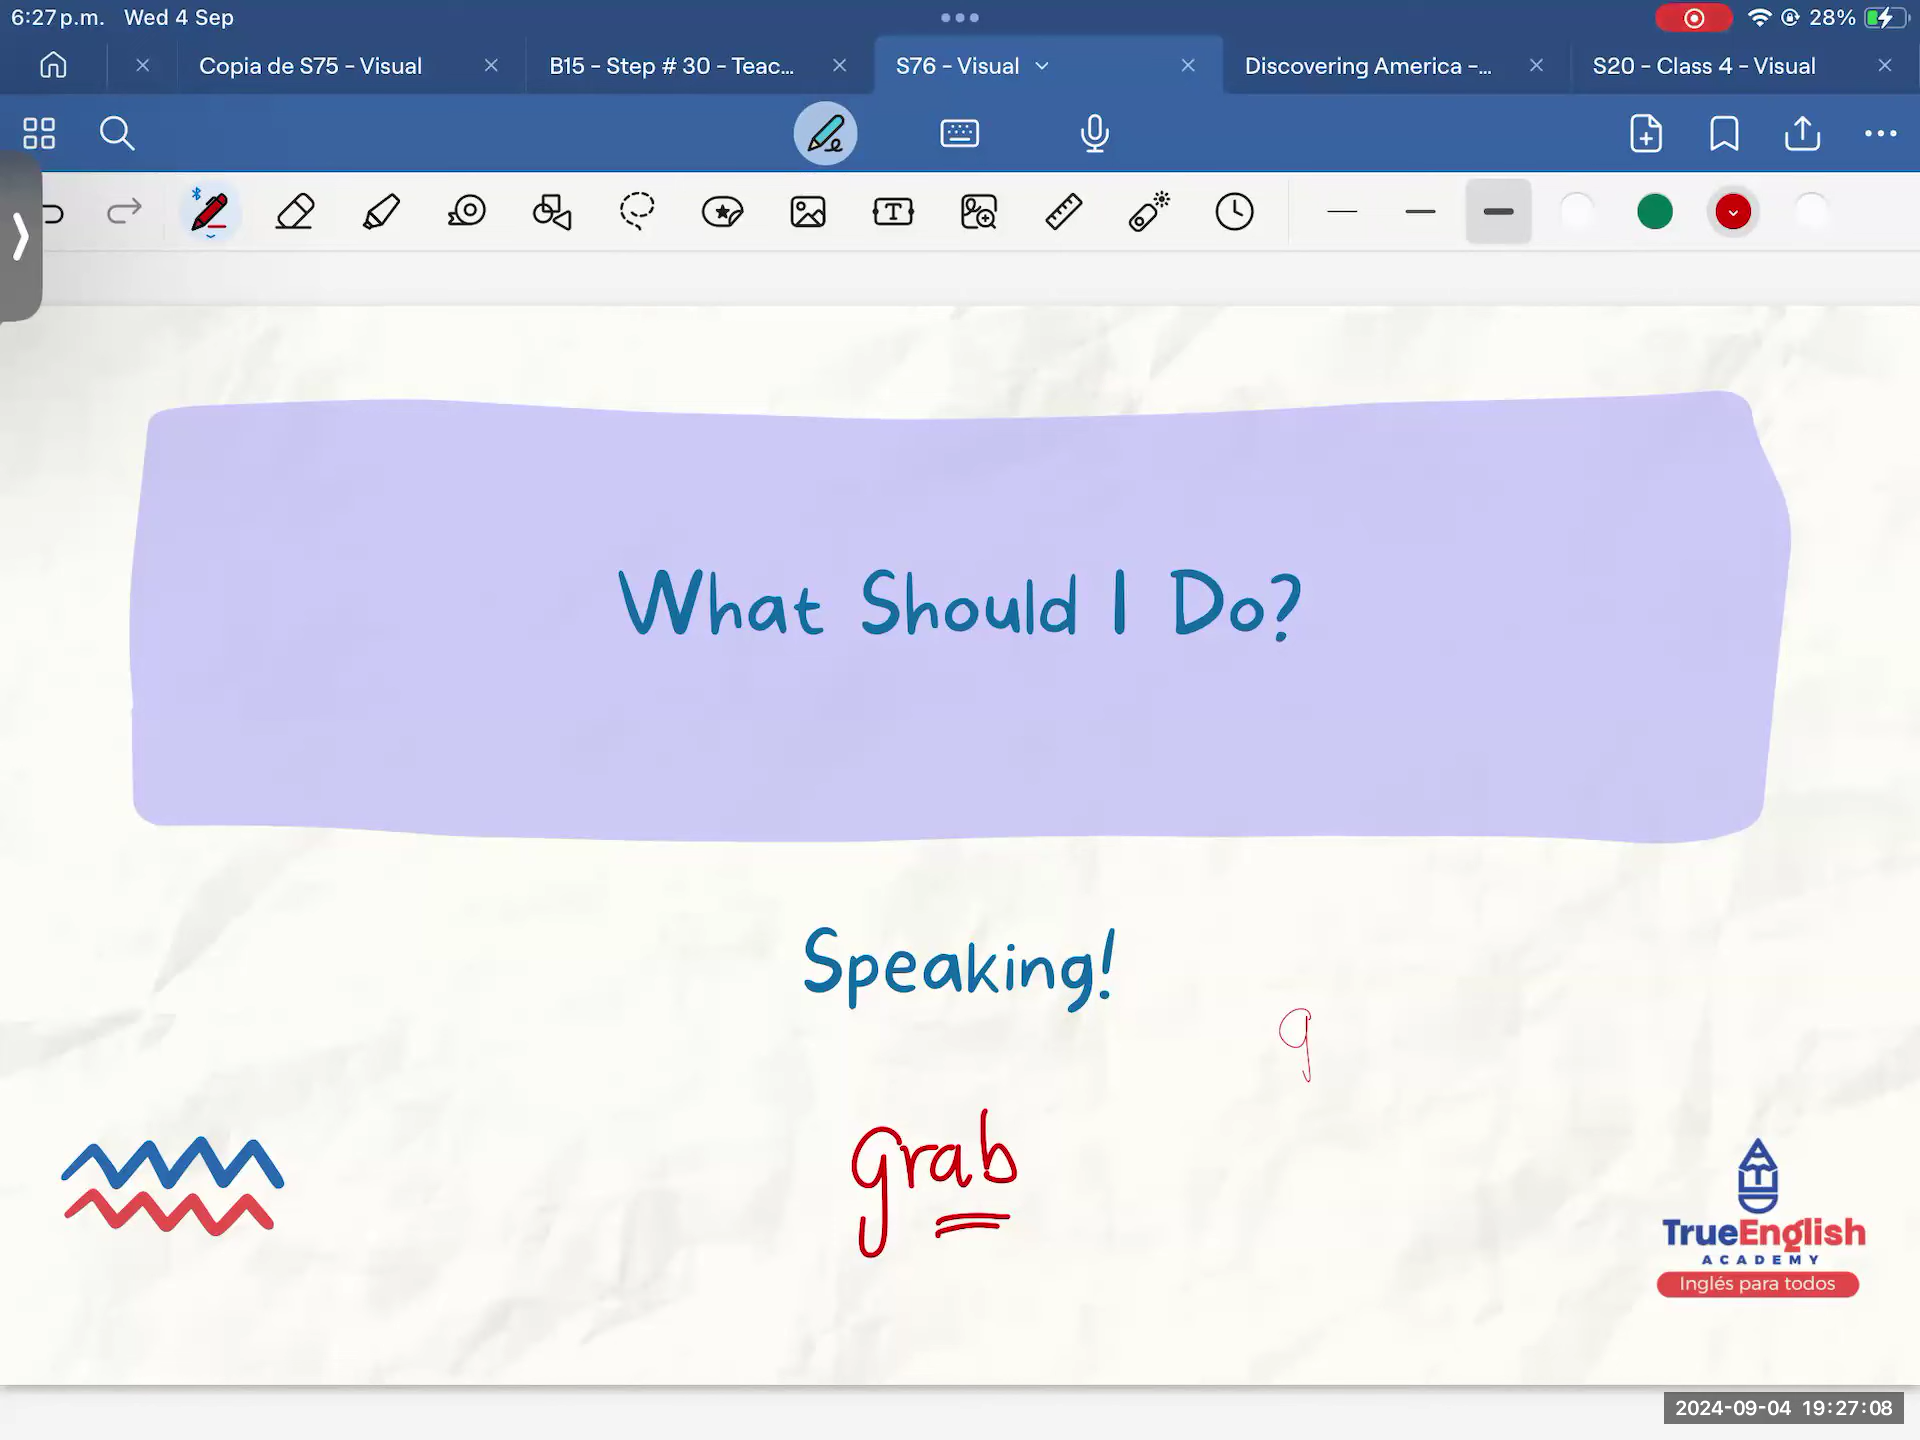 6:27 p.m. Wed 4 Sep
28%
Copia de S75 - Visual
B15 - Step # 30 - Teac...
S76 - Visual
Discovering America -...
S20 - Class 4 - Visual
What Should I Do?
Speaking!
g
grab
TrueEnglish
ACADEMY
Inglés para todos
2024-09-04 19:27:08